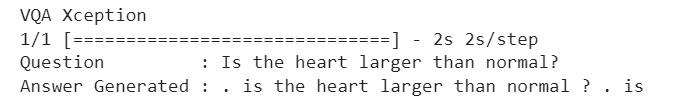 VQA Xception
1/1 [==============================] - 2s 2s/step
Question : Is the heart larger than normal?
Answer Generated : . is the heart larger than normal ? . is